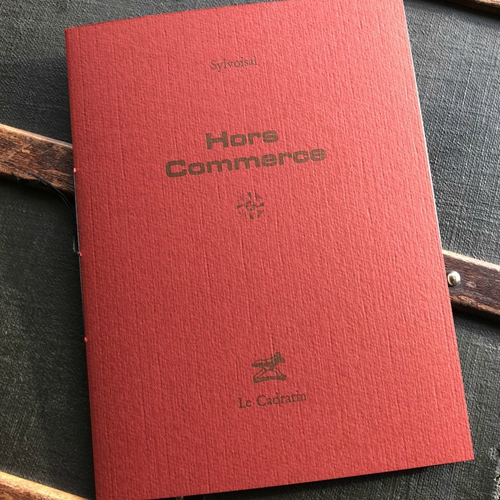 Sylvoisal
Hors
Commerce
Le Cadratin